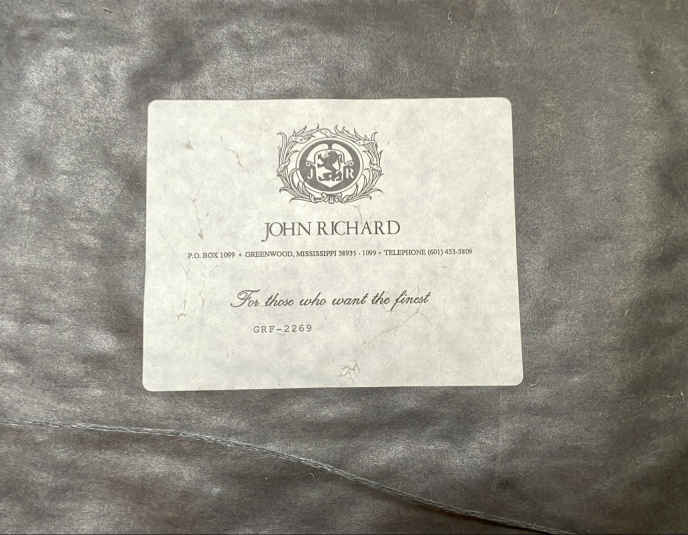 J R
JOHN RICHARD
P.O. BOX 1099 • GREENWOOD, MISSISSIPPI 38935 - 1099 • TELEPHONE (601) 453-5809
For those who want the finest
GRF-2269